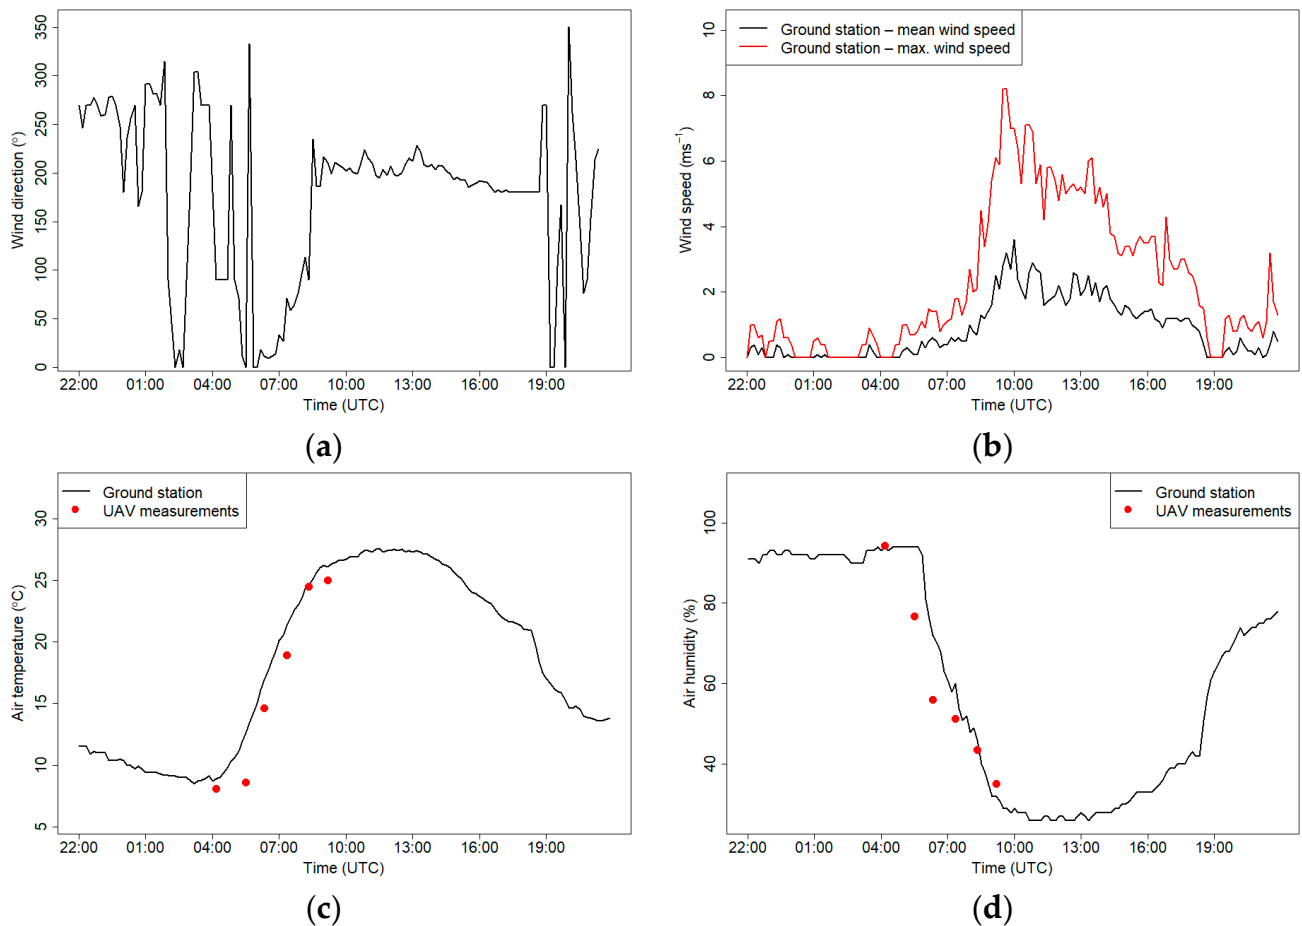 350
300
250
200
150
100
50
0
Wind direction (°)
22:00 01:00 04:00 07:00 10:00 13:00 16:00 19:00
Time (UTC)
(a)
Ground station – mean wind speed
Ground station – max. wind speed
10
8
6
4
2
0
Wind speed (ms⁻¹)
22:00 01:00 04:00 07:00 10:00 13:00 16:00 19:00
Time (UTC)
(b)
Ground station
UAV measurements
30
25
20
15
10
5
Air temperature (°C)
22:00 01:00 04:00 07:00 10:00 13:00 16:00 19:00
Time (UTC)
(c)
Ground station
UAV measurements
100
80
60
40
Air humidity (%)
22:00 01:00 04:00 07:00 10:00 13:00 16:00 19:00
Time (UTC)
(d)